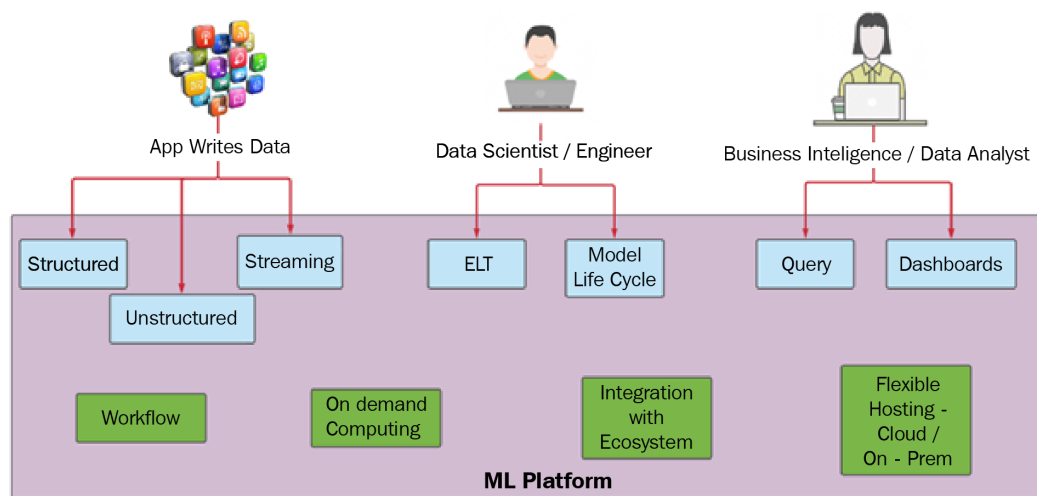 App Writes Data
Data Scientist / Engineer
Business Inteligence / Data Analyst
Structured
Unstructured
Streaming
ELT
Model
Life Cycle
Query
Dashboards
Workflow
On demand
Computing
Integration
with
Ecosystem
Flexible
Hosting -
Cloud /
On - Prem
ML Platform